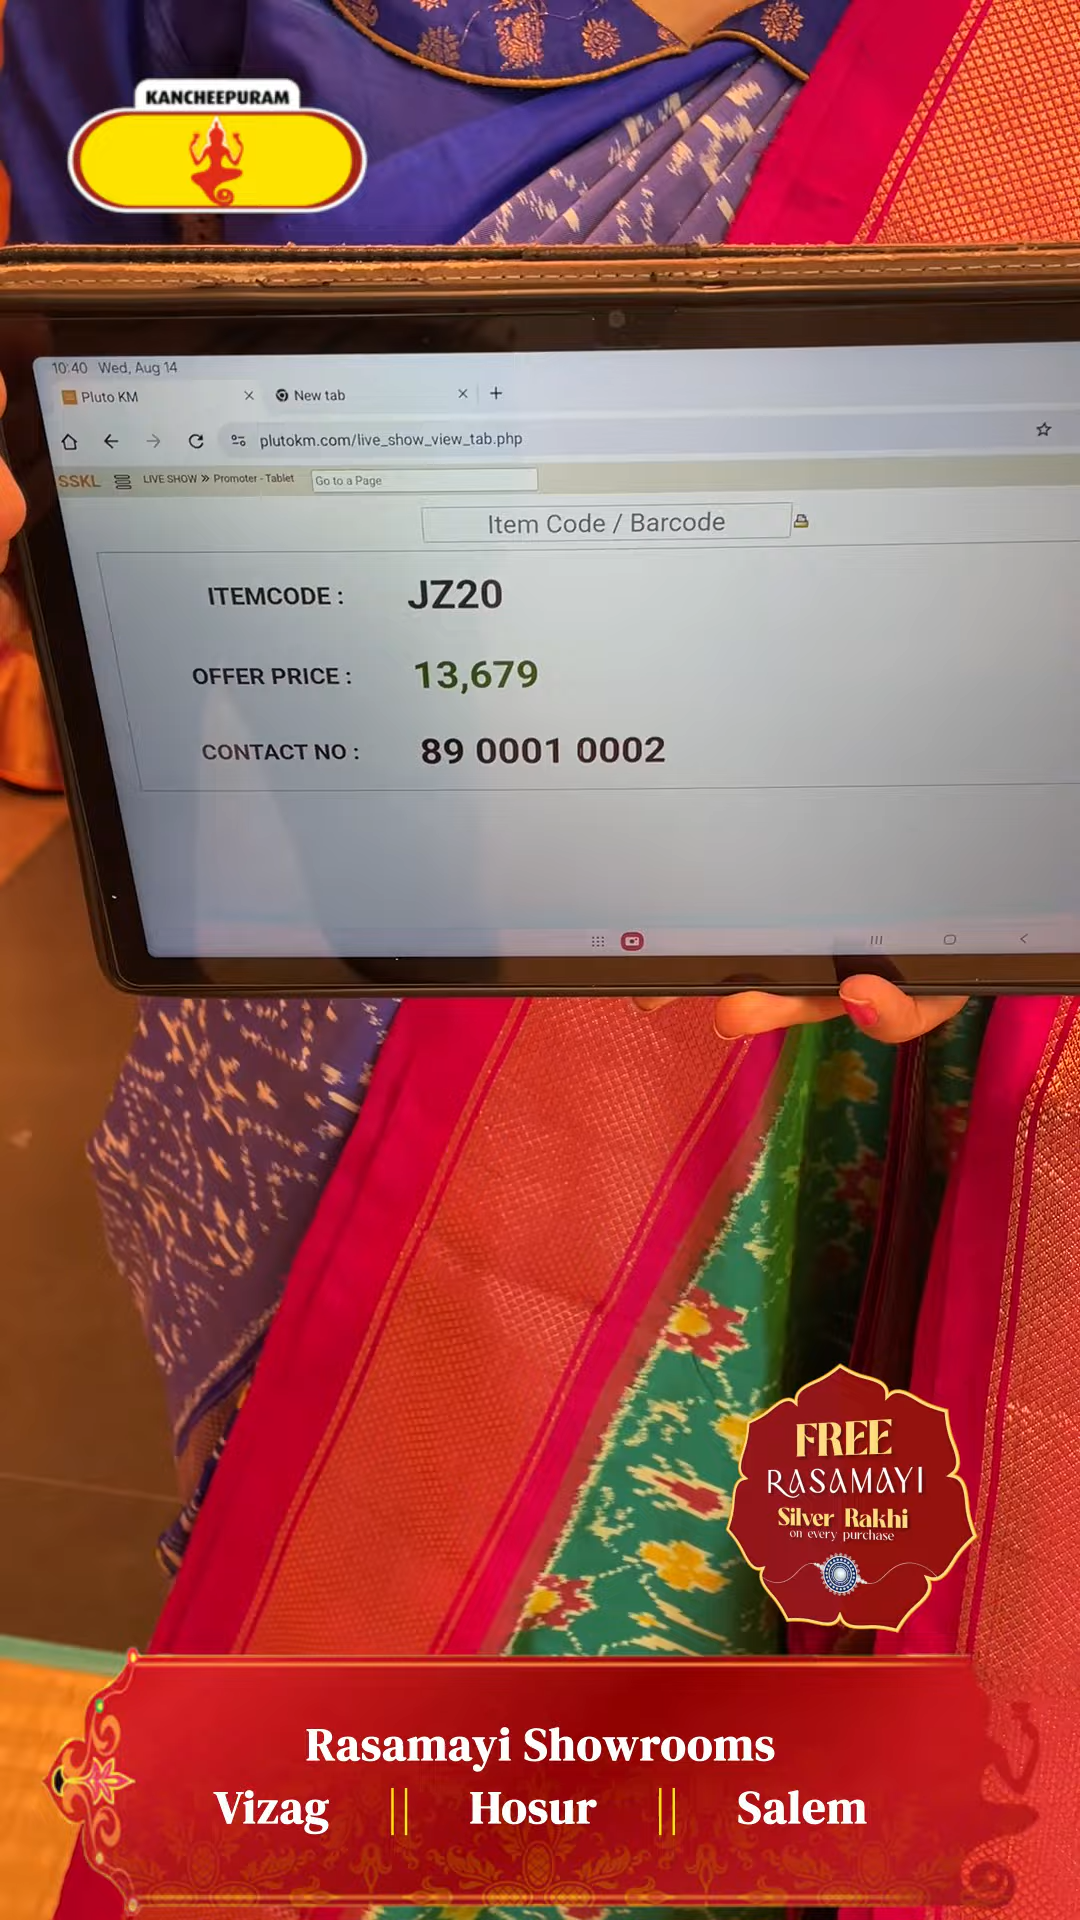 KANCHEEPURAM
10:40 Wed, Aug 14
Pluto KM
New tab
plutokm.com/live_show_view_tab.php
SSKL
LIVE SHOW » Promoter - Tablet
Go to a Page
Item Code / Barcode
ITEMCODE : JZ20
OFFER PRICE : 13,679
CONTACT NO : 89 0001 0002
FREE
RASAMAYI
Silver Rakhi
on every purchase
Rasamayi Showrooms
Vizag || Hosur || Salem